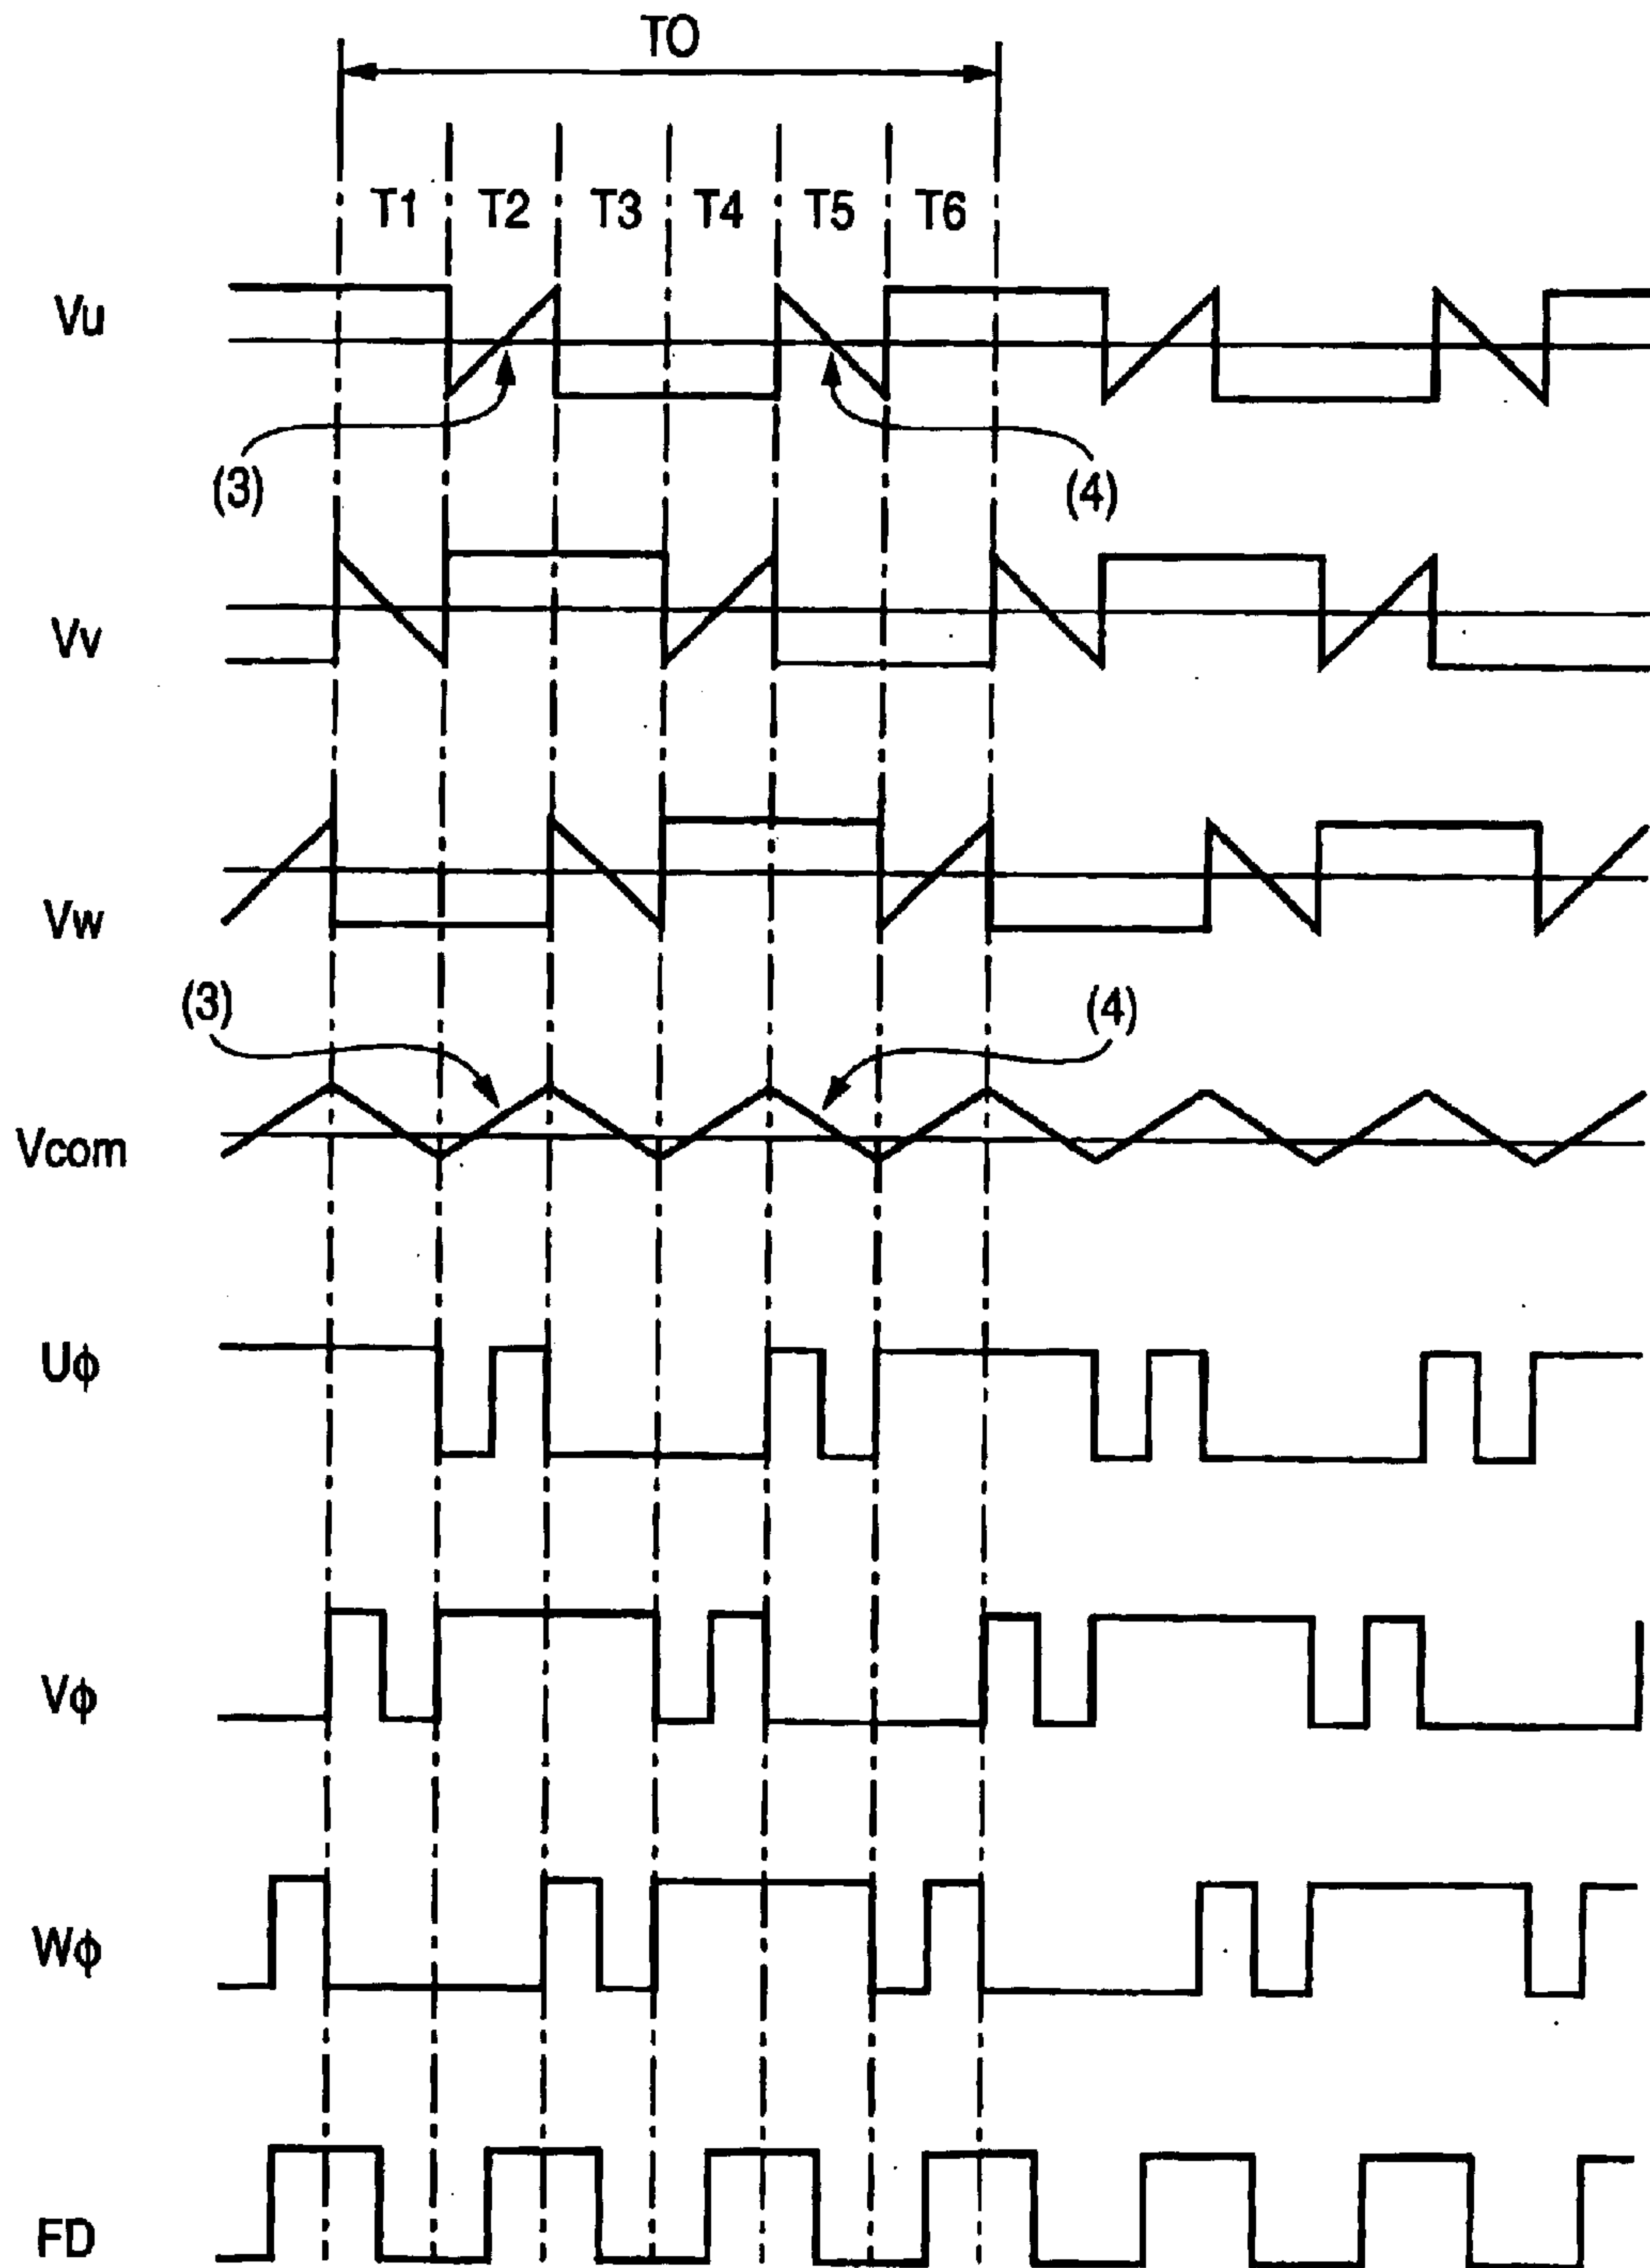 TO
T1 T2 T3 T4 T5 T6
Vu
(3) (4)
Vv
Vw
(3) (4)
Vcom
Uϕ
Vϕ
Wϕ
FD